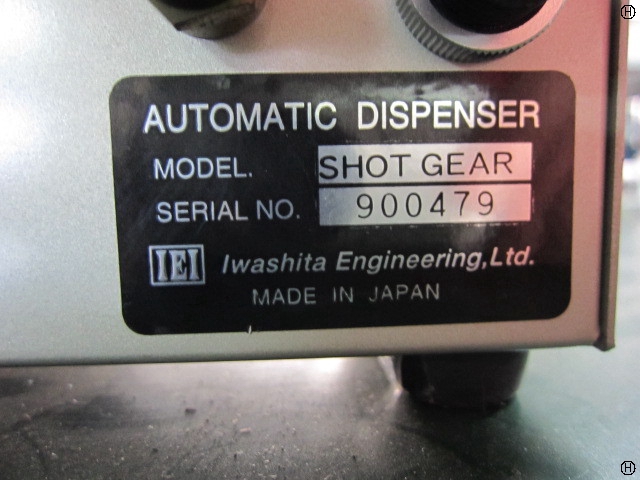 AUTOMATIC DISPENSER
MODEL. SHOT GEAR
SERIAL NO. 900479
IEI Iwashita Engineering,Ltd.
MADE IN JAPAN
H
H
H